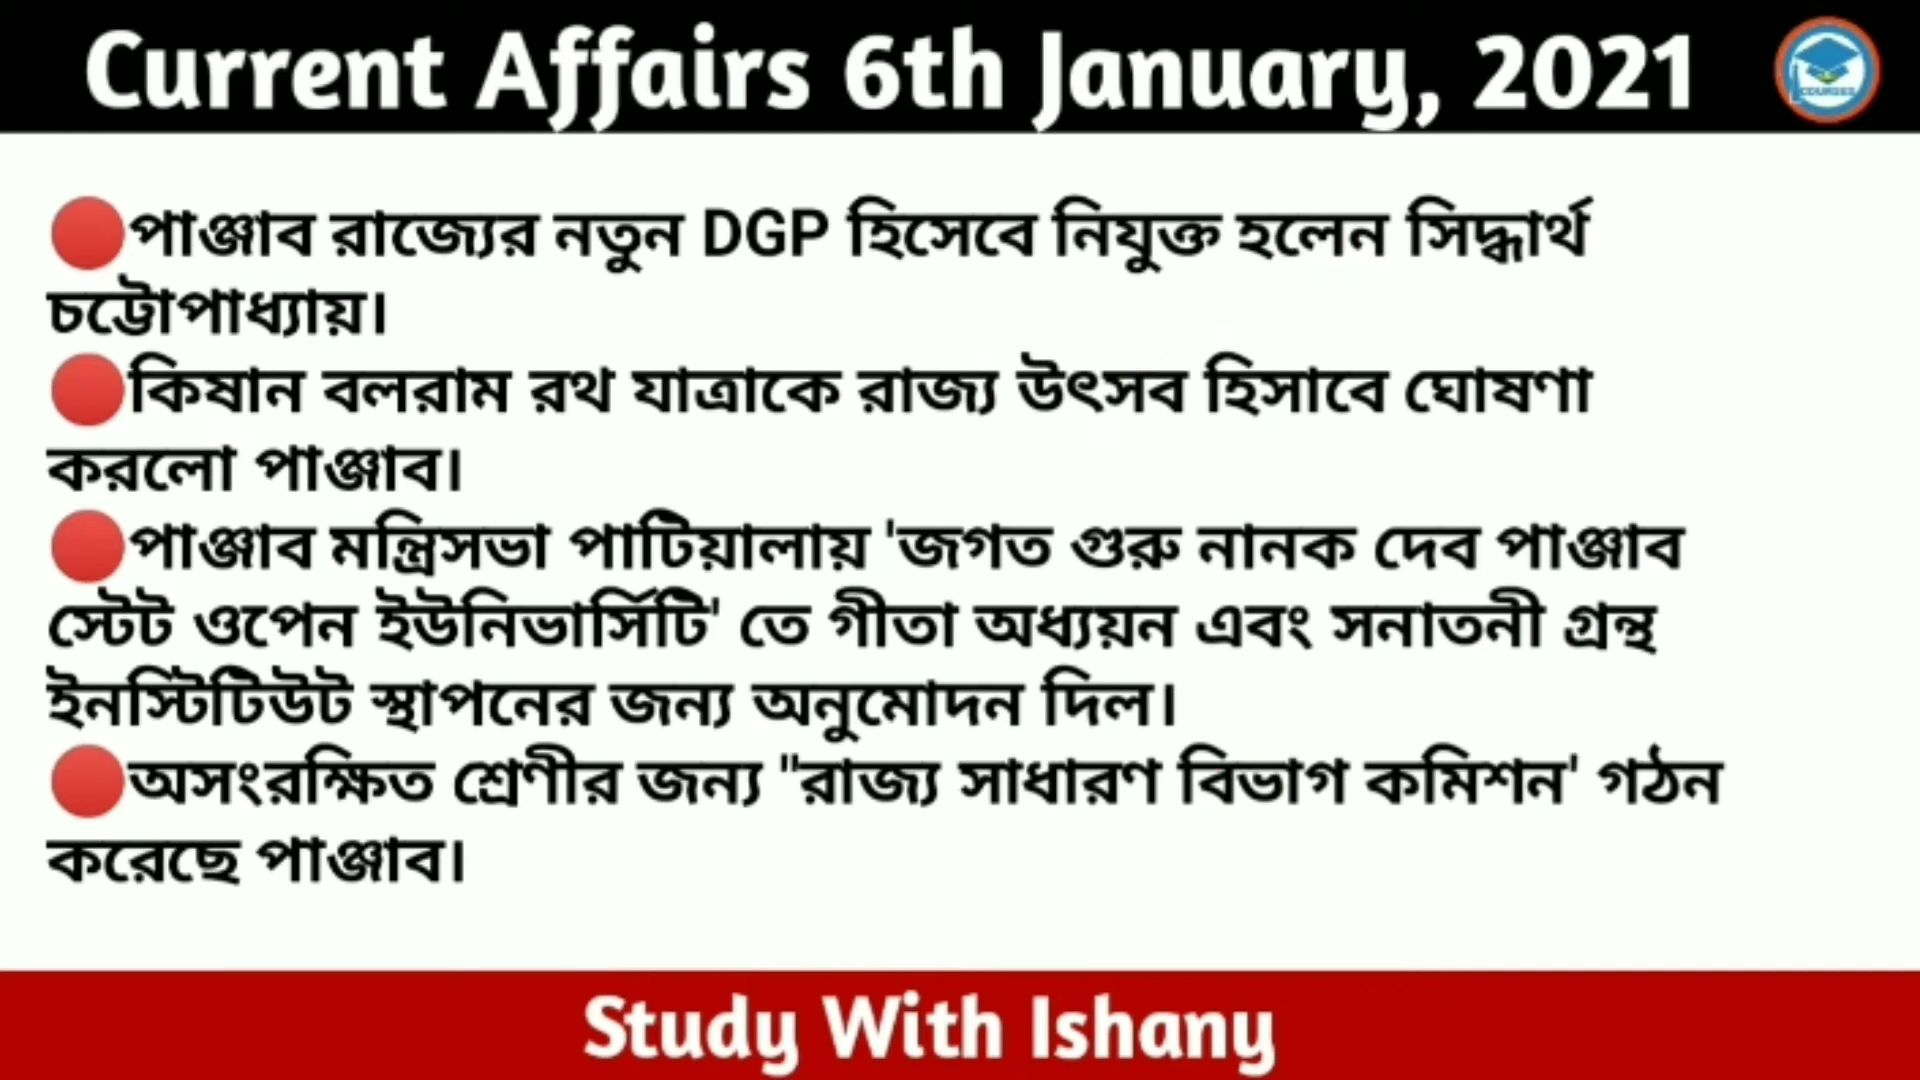 Current Affairs 6th January, 2021
COURSES
পাঞ্জাব রাজ্যের নতুন DGP হিসেবে নিযুক্ত হলেন সিদ্ধার্থ
চট্টোপাধ্যায়।
কিষান বলরাম রথ যাত্রাকে রাজ্য উৎসব হিসাবে ঘোষণা
করলো পাঞ্জাব।
পাঞ্জাব মন্ত্রিসভা পাটিয়ালায় 'জগত গুরু নানক দেব পাঞ্জাব
স্টেট ওপেন ইউনিভার্সিটি' তে গীতা অধ্যয়ন এবং সনাতনী গ্রন্থ
ইনস্টিটিউট স্থাপনের জন্য অনুমোদন দিল।
অসংরক্ষিত শ্রেণীর জন্য "রাজ্য সাধারণ বিভাগ কমিশন' গঠন
করেছে পাঞ্জাব।
Study With Ishany